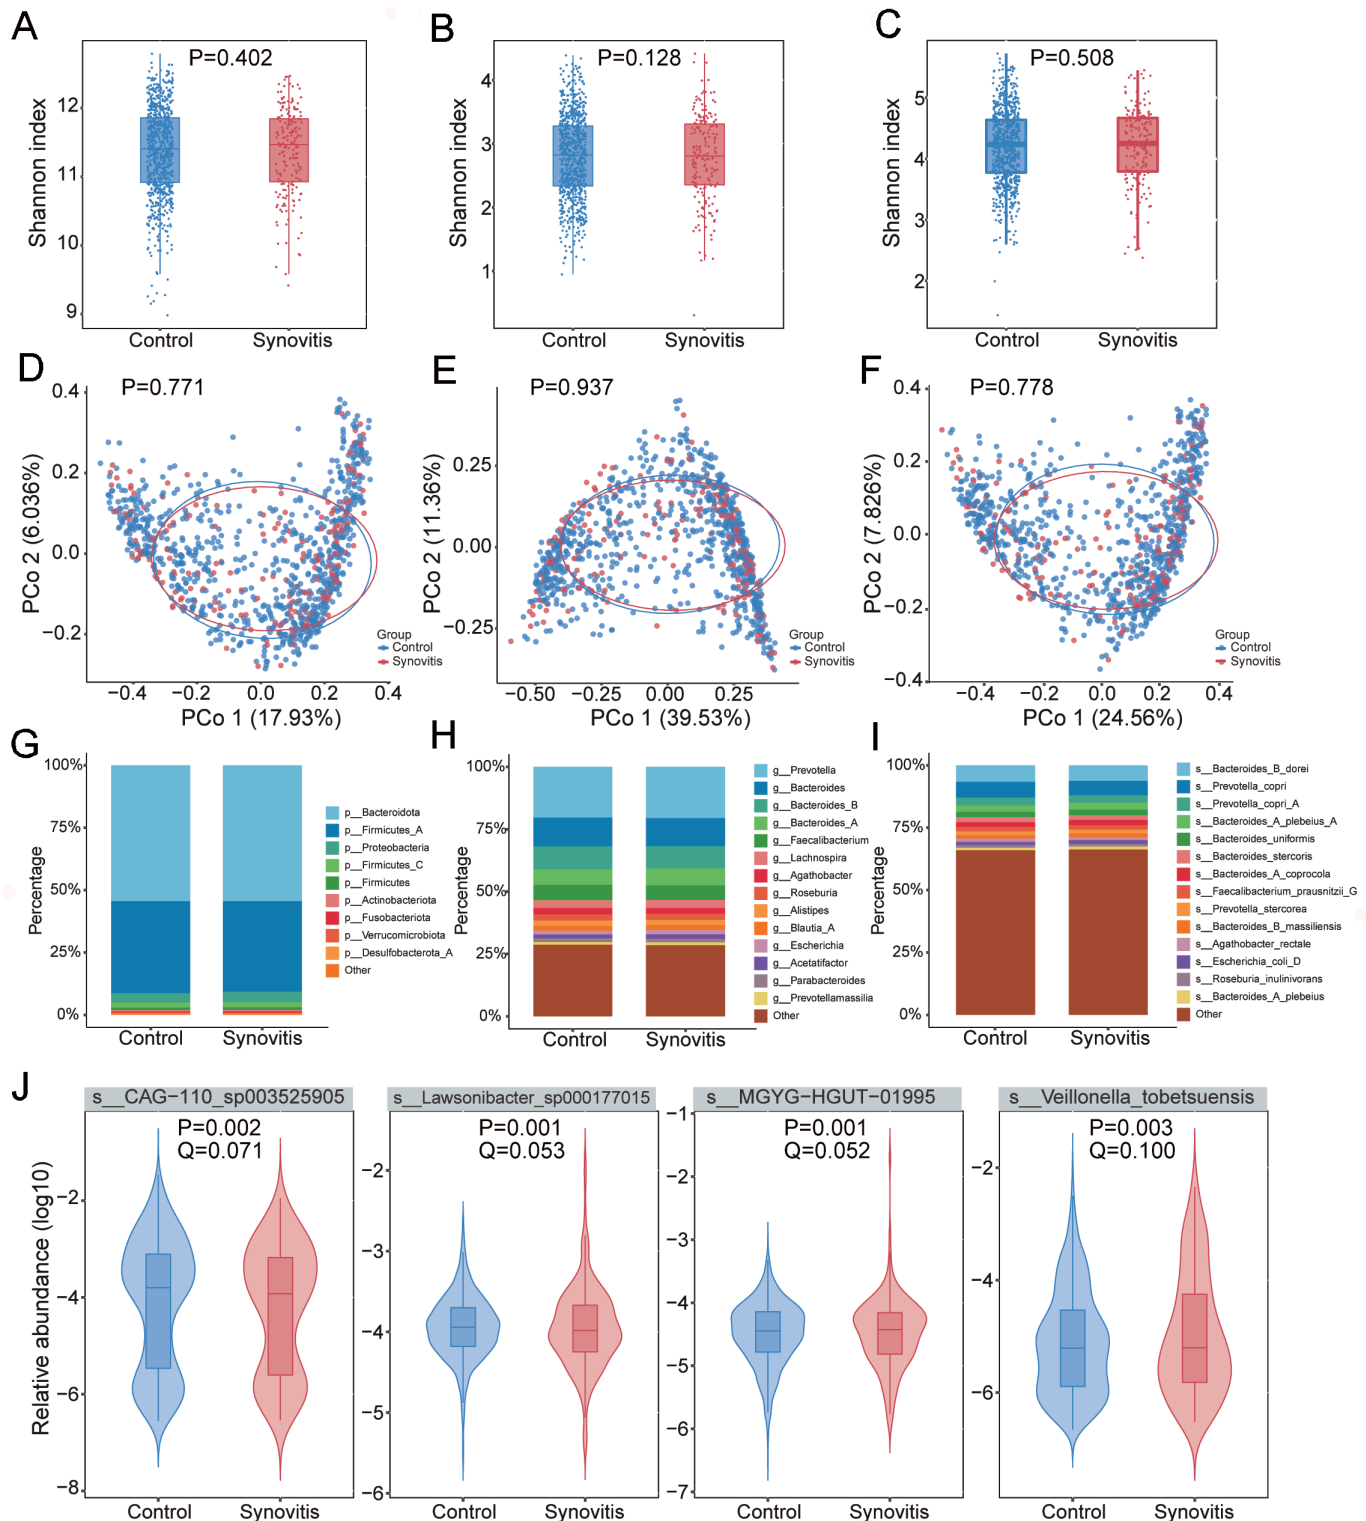 A
B
C
P=0.402
P=0.128
P=0.508
Shannon index
12
11
10
9
Control
Synovitis
Shannon index
4
3
2
1
Control
Synovitis
Shannon index
5
4
3
2
Control
Synovitis
D
P=0.771
PCo 2 (6.036%)
0.4
0.2
0.0
−0.2
Group
Control
Synovitis
−0.4
−0.2
0.0
0.2
0.4
PCo 1 (17.93%)
E
P=0.937
PCo 2 (11.36%)
0.25
0.00
−0.25
Group
Control
Synovitis
−0.50
−0.25
0.00
0.25
PCo 1 (39.53%)
F
P=0.778
PCo 2 (7.826%)
0.4
0.2
0.0
−0.2
−0.4
Group
Control
Synovitis
−0.4
−0.2
0.0
0.2
0.4
PCo 1 (24.56%)
G
Percentage
100%
75%
50%
25%
0%
Control
Synovitis
p__Bacteroidota
p__Firmicutes_A
p__Proteobacteria
p__Firmicutes_C
p__Firmicutes
p__Actinobacteriota
p__Fusobacteriota
p__Verrucomicrobiota
p__Desulfobacterota_A
Other
H
Percentage
100%
75%
50%
25%
0%
Control
Synovitis
g__Prevotella
g__Bacteroides
g__Bacteroides_B
g__Bacteroides_A
g__Faecalibacterium
g__Lachnospira
g__Agathobacter
g__Roseburia
g__Alistipes
g__Blautia_A
g__Escherichia
g__Acetatifactor
g__Parabacteroides
g__Prevotellamassilia
Other
I
Percentage
100%
75%
50%
25%
0%
Control
Synovitis
s__Bacteroides_B_dorei
s__Prevotella_copri
s__Prevotella_copri_A
s__Bacteroides_A_plebeius_A
s__Bacteroides_uniformis
s__Bacteroides_stercoris
s__Bacteroides_A_coprocola
s__Faecalibacterium_prausnitzii_G
s__Prevotella_stercorea
s__Bacteroides_B_massiliensis
s__Agathobacter_rectale
s__Escherichia_coli_D
s__Roseburia_inulinivorans
s__Bacteroides_A_plebeius
Other
J
Relative abundance (log10)
s__CAG−110_sp003525905
P=0.002
Q=0.071
−2
−4
−6
−8
Control
Synovitis
s__Lawsonibacter_sp000177015
P=0.001
Q=0.053
−2
−3
−4
−5
−6
Control
Synovitis
s__MGYG−HGUT−01995
P=0.001
Q=0.052
−1
−2
−3
−4
−5
−6
−7
Control
Synovitis
s__Veillonella_tobetsuensis
P=0.003
Q=0.100
−2
−4
−6
Control
Synovitis